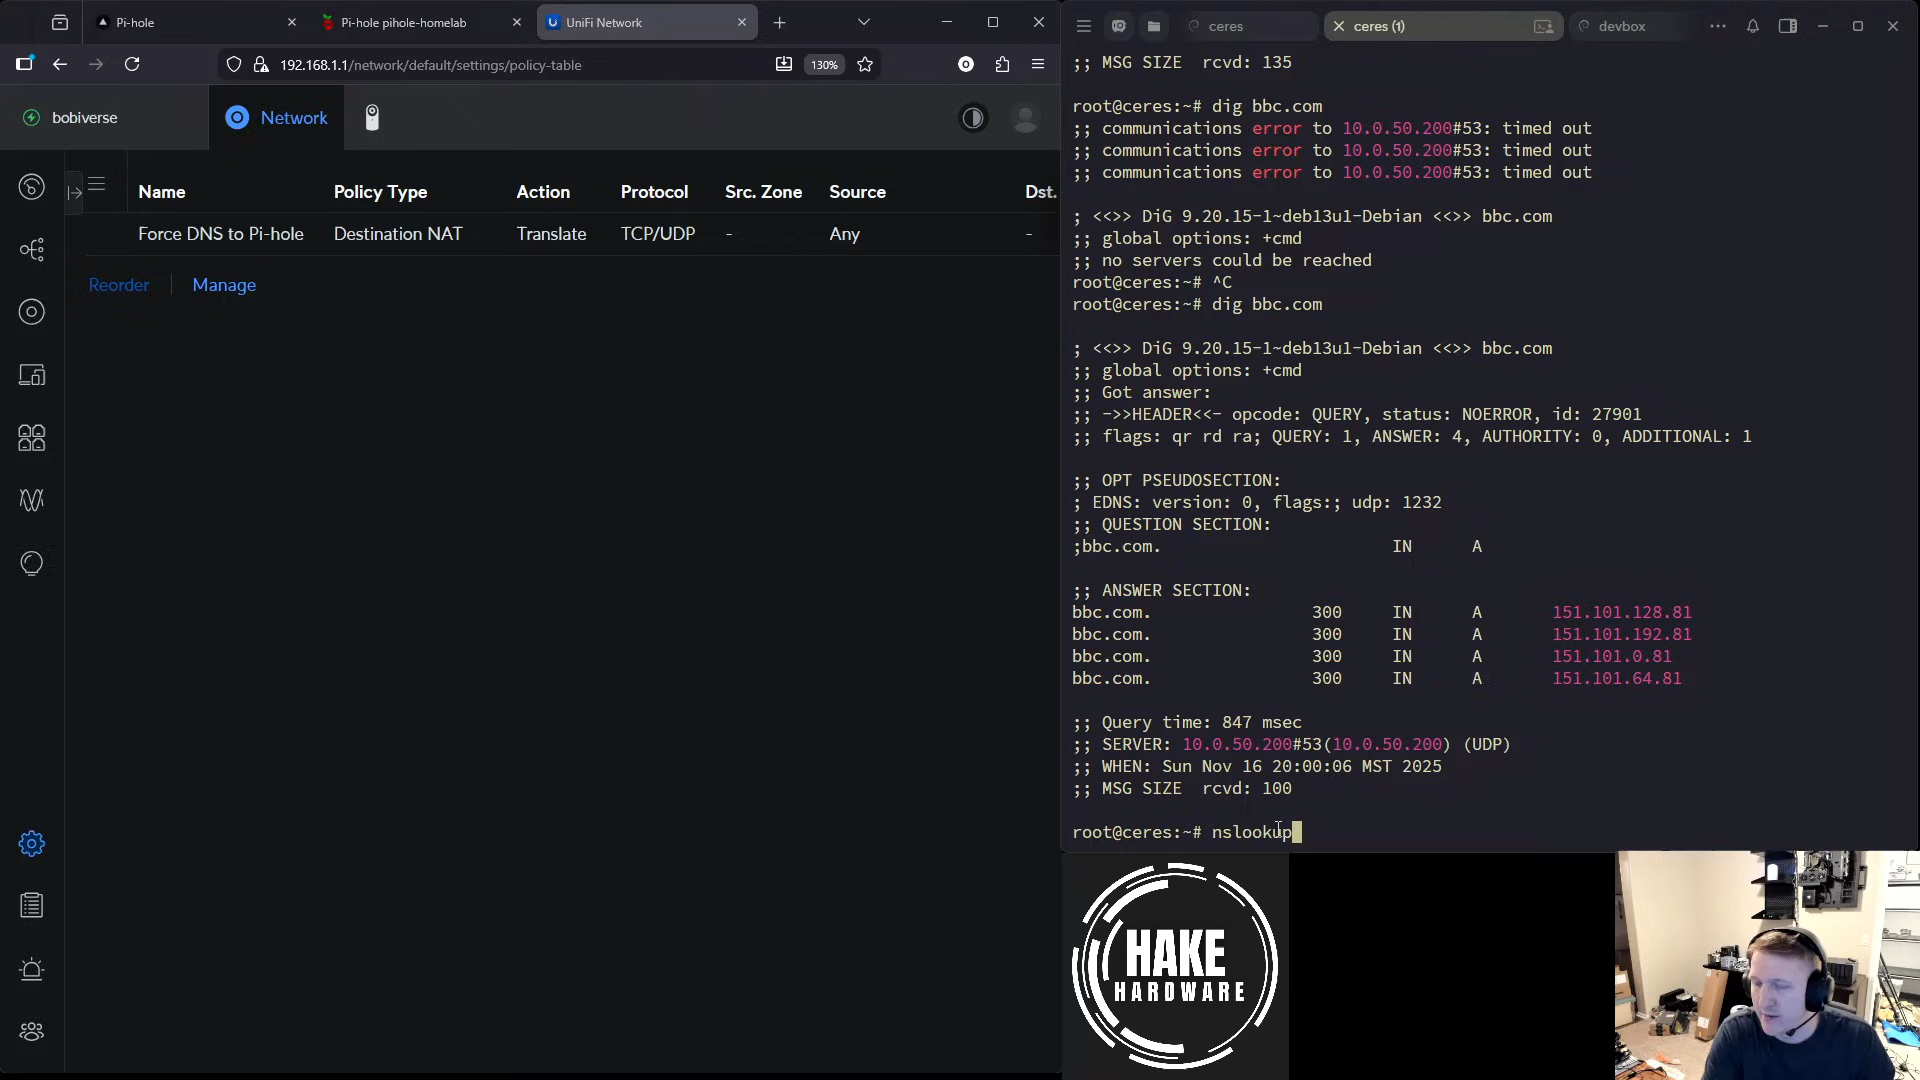 Pi-hole
Pi-hole pihole-homelab
UniFi Network
192.168.1.1/network/default/settings/policy-table
130%
bobiverse
Network
Name Policy Type Action Protocol Src. Zone Source Dst.
Force DNS to Pi-hole Destination NAT Translate TCP/UDP - Any -
Reorder Manage
ceres
ceres (1)
devbox
;; MSG SIZE  rcvd: 135
root@ceres:~# dig bbc.com
;; communications error to 10.0.50.200#53: timed out
;; communications error to 10.0.50.200#53: timed out
;; communications error to 10.0.50.200#53: timed out
; <<>> DiG 9.20.15-1~deb13u1-Debian <<>> bbc.com
;; global options: +cmd
;; no servers could be reached
root@ceres:~# ^C
root@ceres:~# dig bbc.com
; <<>> DiG 9.20.15-1~deb13u1-Debian <<>> bbc.com
;; global options: +cmd
;; Got answer:
;; ->>HEADER<<- opcode: QUERY, status: NOERROR, id: 27901
;; flags: qr rd ra; QUERY: 1, ANSWER: 4, AUTHORITY: 0, ADDITIONAL: 1
;; OPT PSEUDOSECTION:
; EDNS: version: 0, flags:; udp: 1232
;; QUESTION SECTION:
;bbc.com. IN A
;; ANSWER SECTION:
bbc.com. 300 IN A 151.101.128.81
bbc.com. 300 IN A 151.101.192.81
bbc.com. 300 IN A 151.101.0.81
bbc.com. 300 IN A 151.101.64.81
;; Query time: 847 msec
;; SERVER: 10.0.50.200#53(10.0.50.200) (UDP)
;; WHEN: Sun Nov 16 20:00:06 MST 2025
;; MSG SIZE  rcvd: 100
root@ceres:~# nslookup
HAKE
HARDWARE